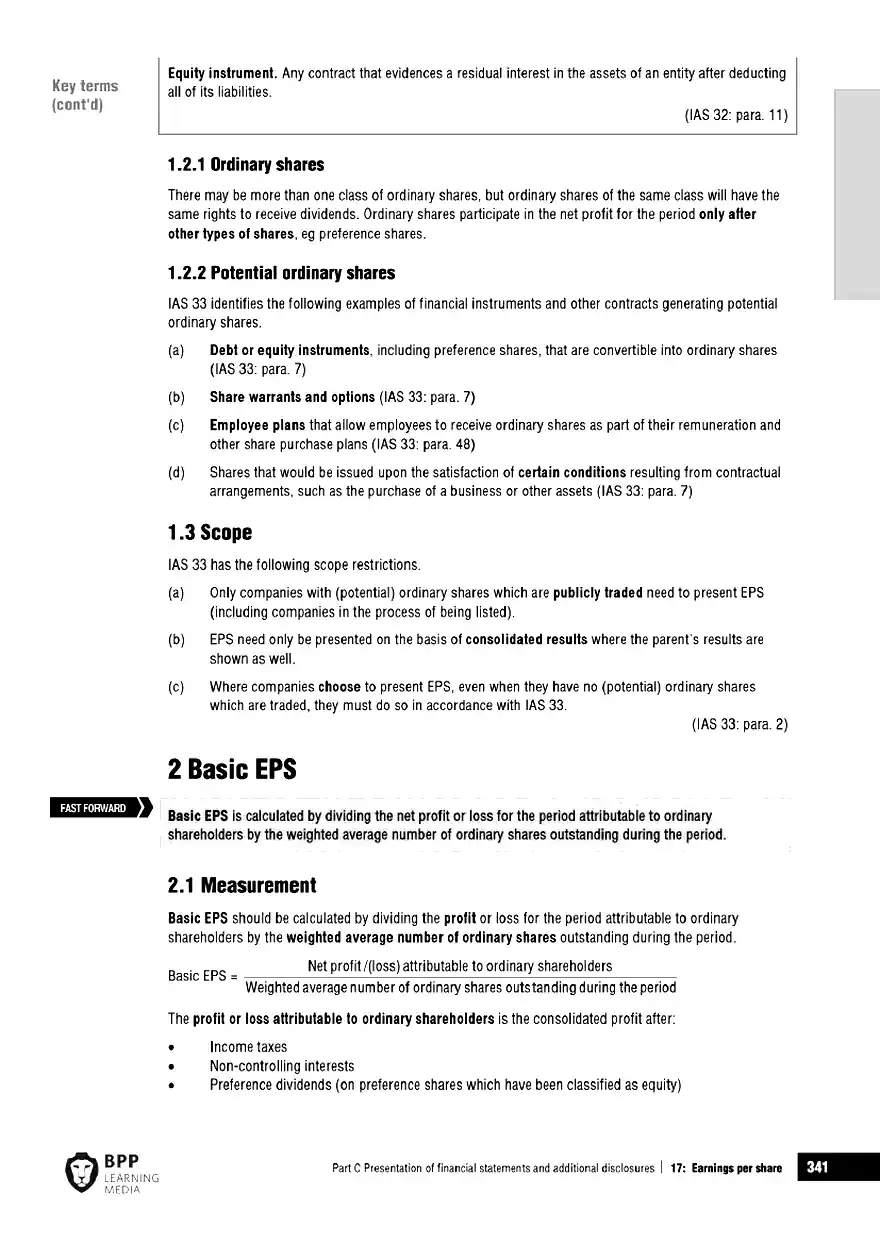 Key terms
(cont'd)
Equity instrument. Any contract that evidences a residual interest in the assets of an entity after deducting
all of its liabilities.
(IAS 32: para. 11)
1.2.1 Ordinary shares
There may be more than one class of ordinary shares, but ordinary shares of the same class will have the
same rights to receive dividends. Ordinary shares participate in the net profit for the period only after
other types of shares, eg preference shares.
1.2.2 Potential ordinary shares
IAS 33 identifies the following examples of financial instruments and other contracts generating potential
ordinary shares.
(a) Debt or equity instruments, including preference shares, that are convertible into ordinary shares
(IAS 33: para. 7)
(b) Share warrants and options (IAS 33: para. 7)
(c) Employee plans that allow employees to receive ordinary shares as part of their remuneration and
other share purchase plans (IAS 33: para. 48)
(d) Shares that would be issued upon the satisfaction of certain conditions resulting from contractual
arrangements, such as the purchase of a business or other assets (IAS 33: para. 7)
1.3 Scope
IAS 33 has the following scope restrictions.
(a) Only companies with (potential) ordinary shares which are publicly traded need to present EPS
(including companies in the process of being listed).
(b) EPS need only be presented on the basis of consolidated results where the parent's results are
shown as well.
(c) Where companies choose to present EPS, even when they have no (potential) ordinary shares
which are traded, they must do so in accordance with IAS 33.
(IAS 33: para. 2)
2 Basic EPS
FAST FORWARD
Basic EPS is calculated by dividing the net profit or loss for the period attributable to ordinary
shareholders by the weighted average number of ordinary shares outstanding during the period.
2.1 Measurement
Basic EPS should be calculated by dividing the profit or loss for the period attributable to ordinary
shareholders by the weighted average number of ordinary shares outstanding during the period.
Basic EPS =
Net profit /(loss) attributable to ordinary shareholders
Weighted average number of ordinary shares outstanding during the period
The profit or loss attributable to ordinary shareholders is the consolidated profit after:
• Income taxes
• Non-controlling interests
• Preference dividends (on preference shares which have been classified as equity)
BPP
LEARNING
MEDIA
Part C Presentation of financial statements and additional disclosures | 17: Earnings per share 341